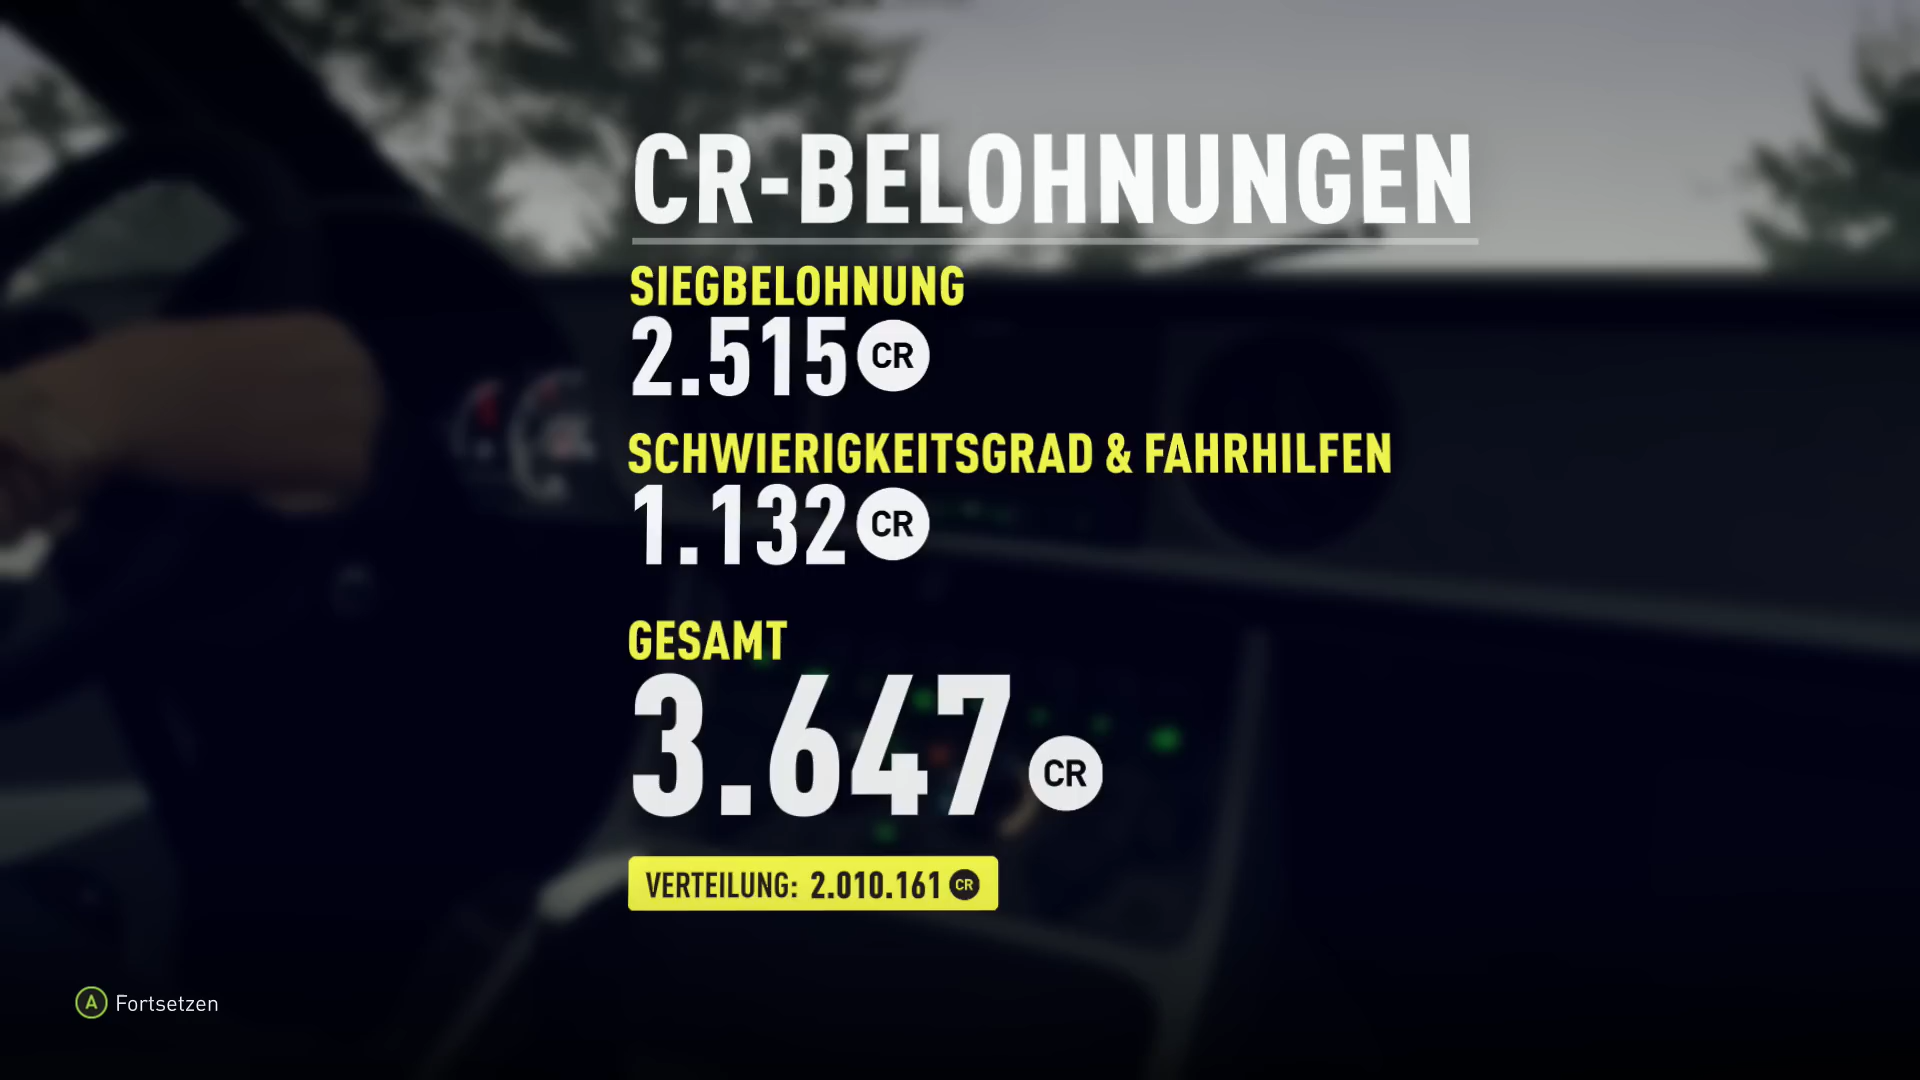 CR-BELOHNUNGEN
SIEGBELOHNUNG
2.515 CR
SCHWIERIGKEITSGRAD & FAHRHILFEN
1.132 CR
GESAMT
3.647 CR
VERTEILUNG: 2.010.161 CR
A Fortsetzen